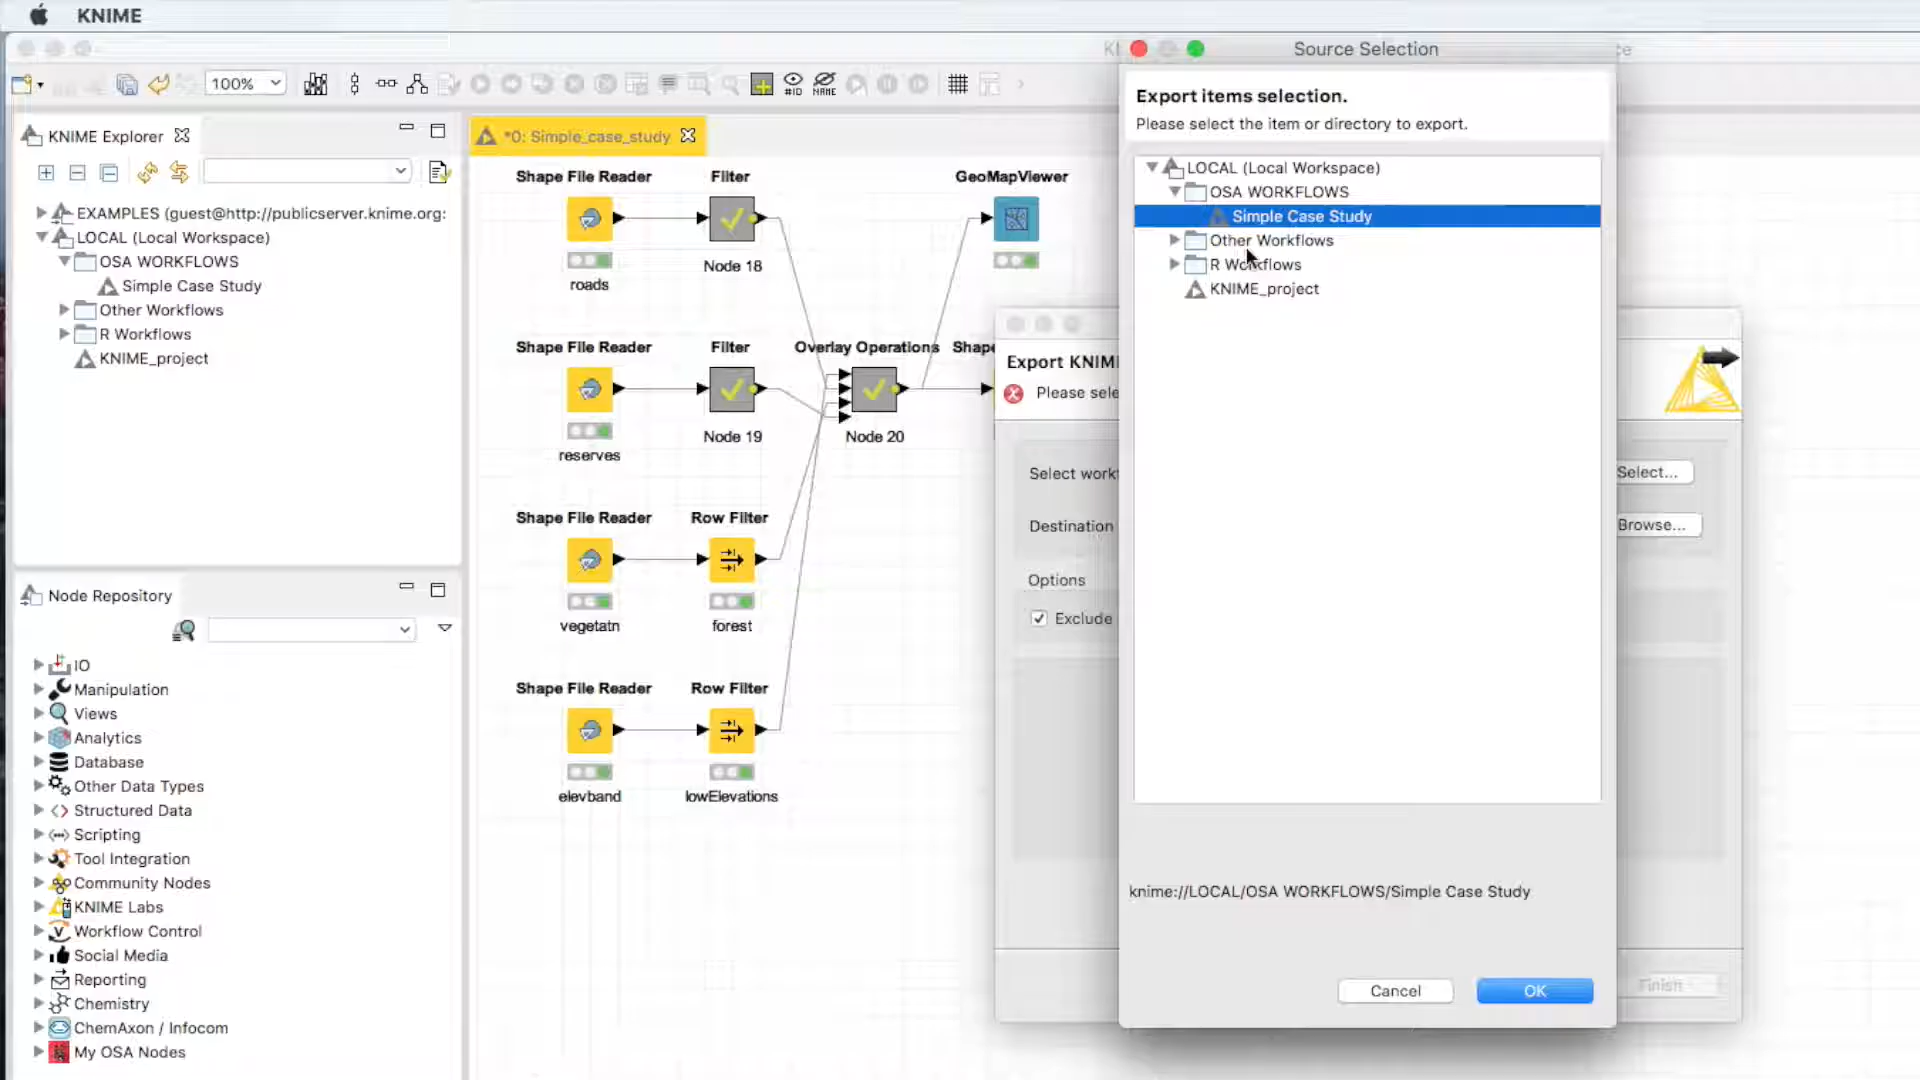 KNIME
100%
#ID
NAME
KNIME Explorer
EXAMPLES (guest@http://publicserver.knime.org:
LOCAL (Local Workspace)
OSA WORKFLOWS
Simple Case Study
Other Workflows
R Workflows
KNIME_project
Node Repository
IO
Manipulation
Views
Analytics
Database
Other Data Types
Structured Data
Scripting
Tool Integration
Community Nodes
KNIME Labs
Workflow Control
Social Media
Reporting
Chemistry
ChemAxon / Infocom
My OSA Nodes
*0: Simple_case_study
Shape File Reader
Filter
GeoMapViewer
Node 18
roads
Shape File Reader
Filter
Overlay Operations
Shape
Node 19
Node 20
reserves
Shape File Reader
Row Filter
vegetatn
forest
Shape File Reader
Row Filter
elevband
lowElevations
Export KNIM
Please sele
Select work
Select...
Destination
Browse...
Options
Exclude
Finish
Source Selection
Export items selection.
Please select the item or directory to export.
LOCAL (Local Workspace)
OSA WORKFLOWS
Simple Case Study
Other Workflows
R Workflows
KNIME_project
knime://LOCAL/OSA WORKFLOWS/Simple Case Study
Cancel
OK